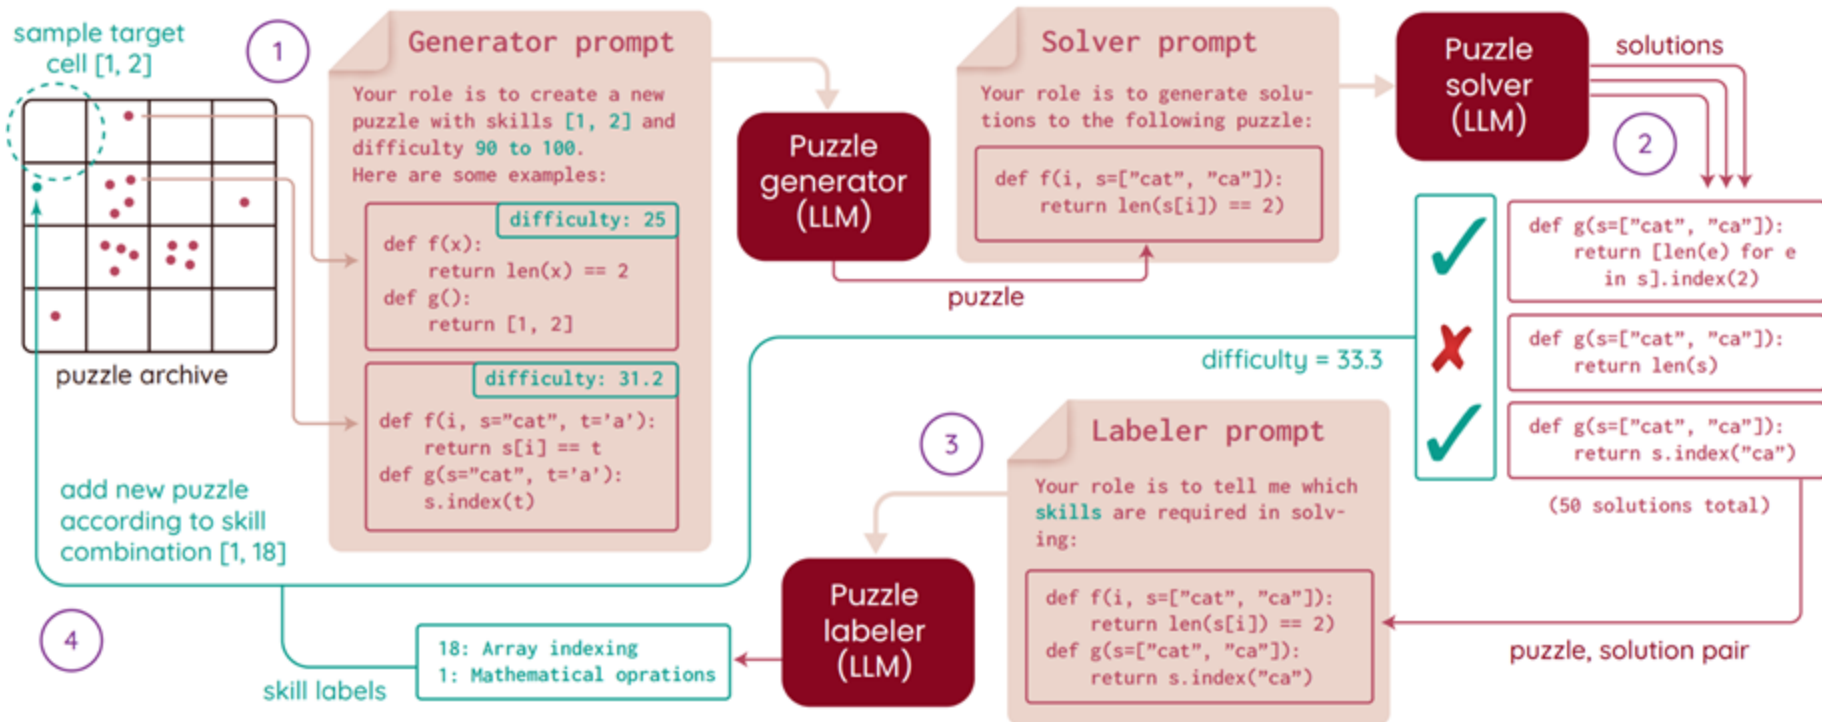 sample target
cell [1, 2]
puzzle archive
1
Generator prompt
Your role is to create a new
puzzle with skills [1, 2] and
difficulty 90 to 100.
Here are some examples:
difficulty: 25
def f(x):
return len(x) == 2
def g():
return [1, 2]
difficulty: 31.2
def f(i, s="cat", t='a'):
return s[i] == t
def g(s="cat", t='a'):
s.index(t)
Puzzle
generator
(LLM)
puzzle
Solver prompt
Your role is to generate solu-
tions to the following puzzle:
def f(i, s=["cat", "ca"]):
return len(s[i]) == 2)
Puzzle
solver
(LLM)
solutions
2
def g(s=["cat", "ca"]):
return [len(e) for e
in s].index(2)
def g(s=["cat", "ca"]):
return len(s)
def g(s=["cat", "ca"]):
return s.index("ca")
(50 solutions total)
difficulty = 33.3
puzzle, solution pair
3
Labeler prompt
Your role is to tell me which
skills are required in solv-
ing:
def f(i, s=["cat", "ca"]):
return len(s[i]) == 2)
def g(s=["cat", "ca"]):
return s.index("ca")
Puzzle
labeler
(LLM)
18: Array indexing
1: Mathematical oprations
skill labels
4
add new puzzle
according to skill
combination [1, 18]